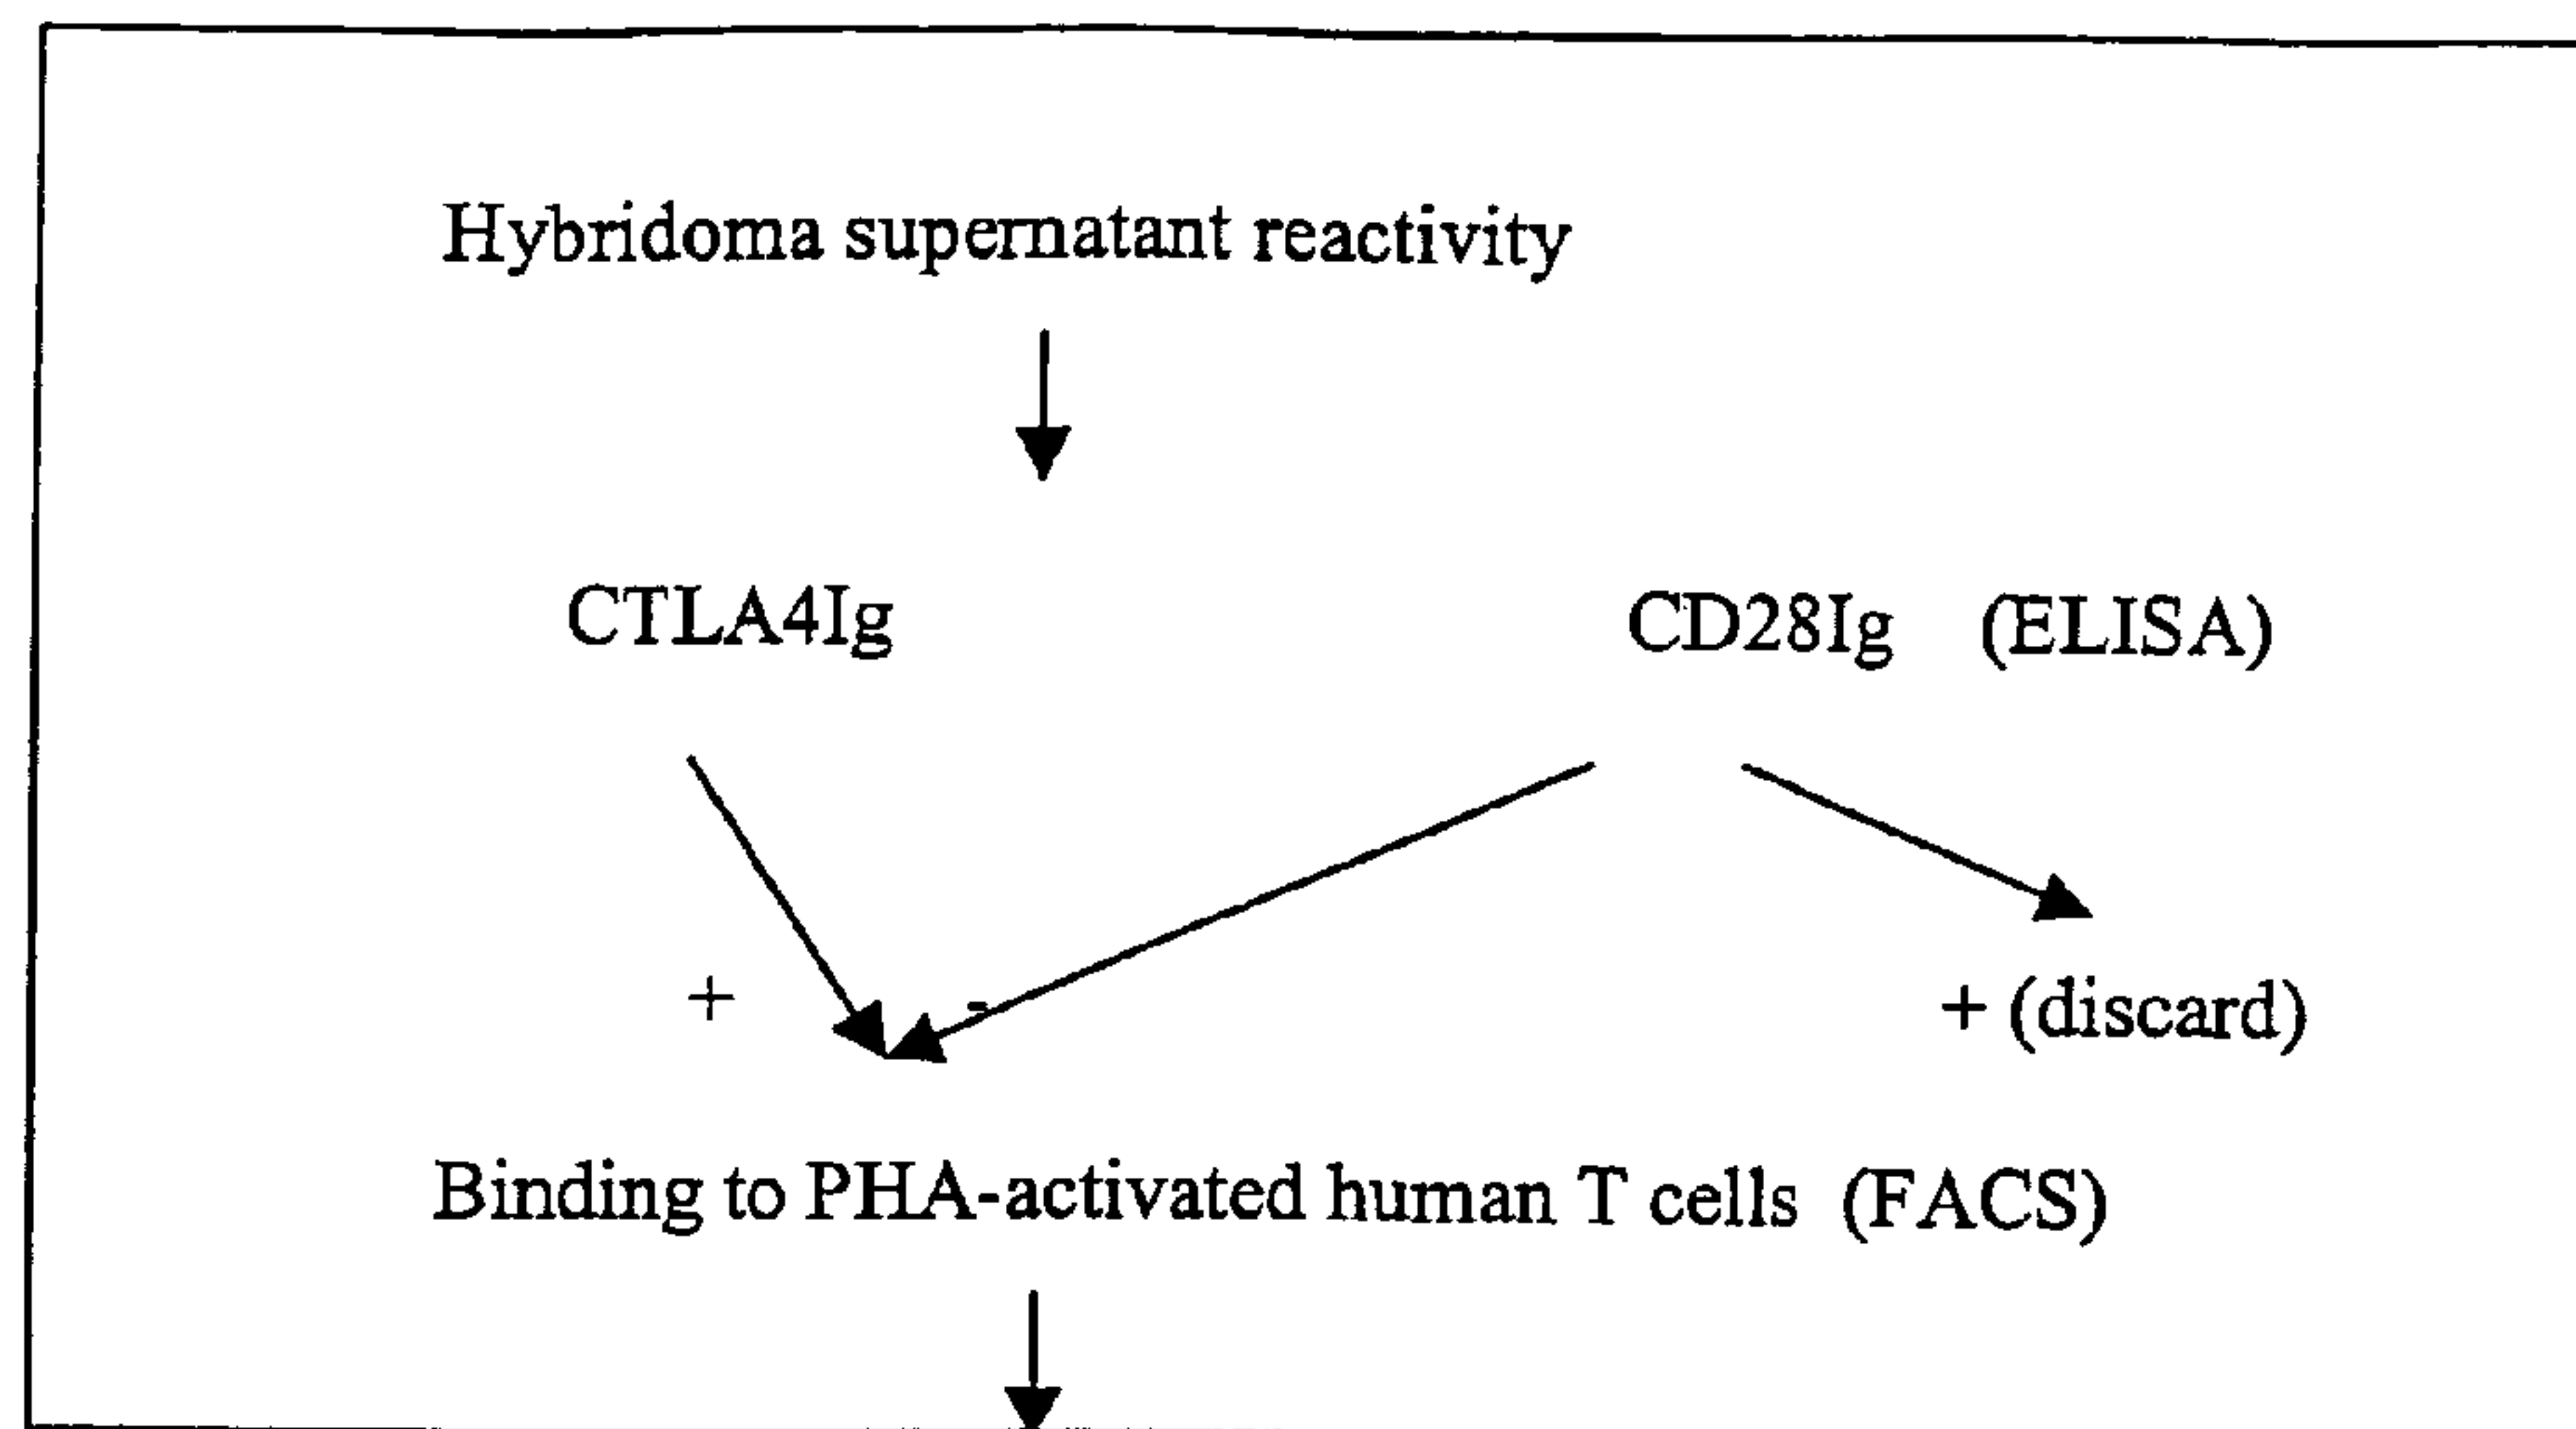 Hybridoma supernatant reactivity
CTLA4Ig CD28Ig (ELISA)
+ - + (discard)
Binding to PHA-activated human T cells (FACS)